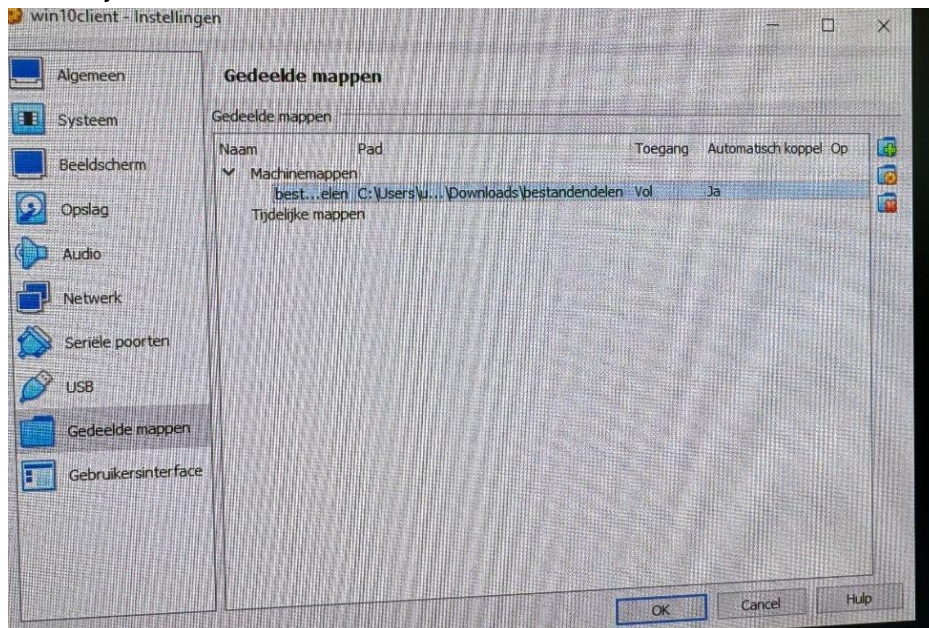 win10client - Instellingen
Algemeen
Systeem
Beeldscherm
Opslag
Audio
Netwerk
Seriële poorten
USB
Gedeelde mappen
Gebruikersinterface
Gedeelde mappen
Gedeelde mappen
Naam Pad Toegang Automatisch koppel Op
Machinemappen
best...elen C:\Users\u...\Downloads\bestandendelen Vol Ja
Tijdelijke mappen
OK Cancel Hulp